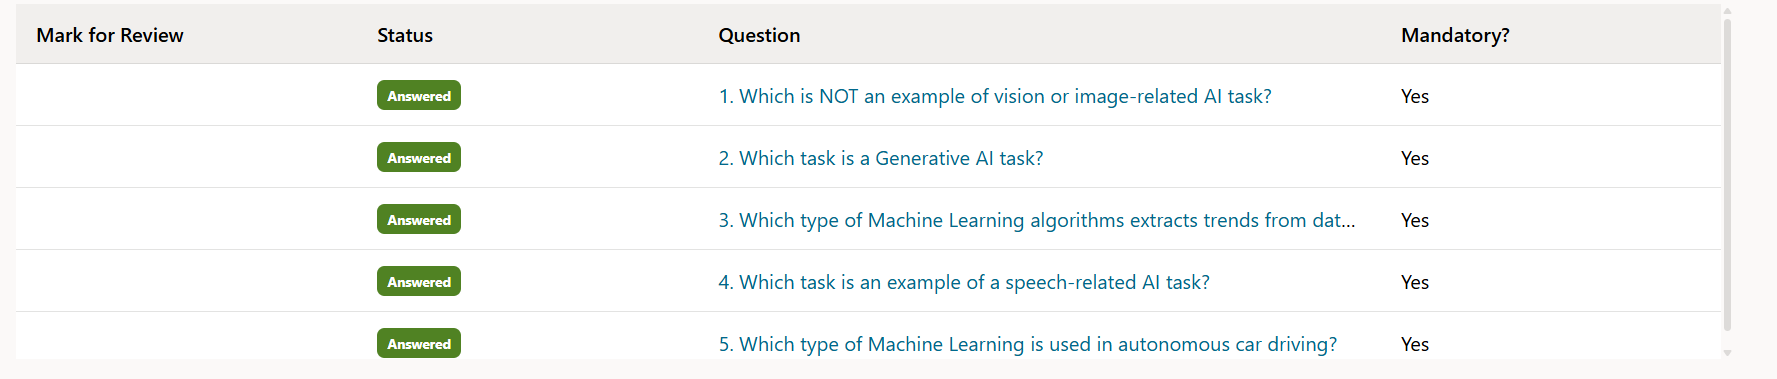 Mark for Review Status Question Mandatory?
Answered 1. Which is NOT an example of vision or image-related AI task? Yes
Answered 2. Which task is a Generative AI task? Yes
Answered 3. Which type of Machine Learning algorithms extracts trends from dat... Yes
Answered 4. Which task is an example of a speech-related AI task? Yes
Answered 5. Which type of Machine Learning is used in autonomous car driving? Yes